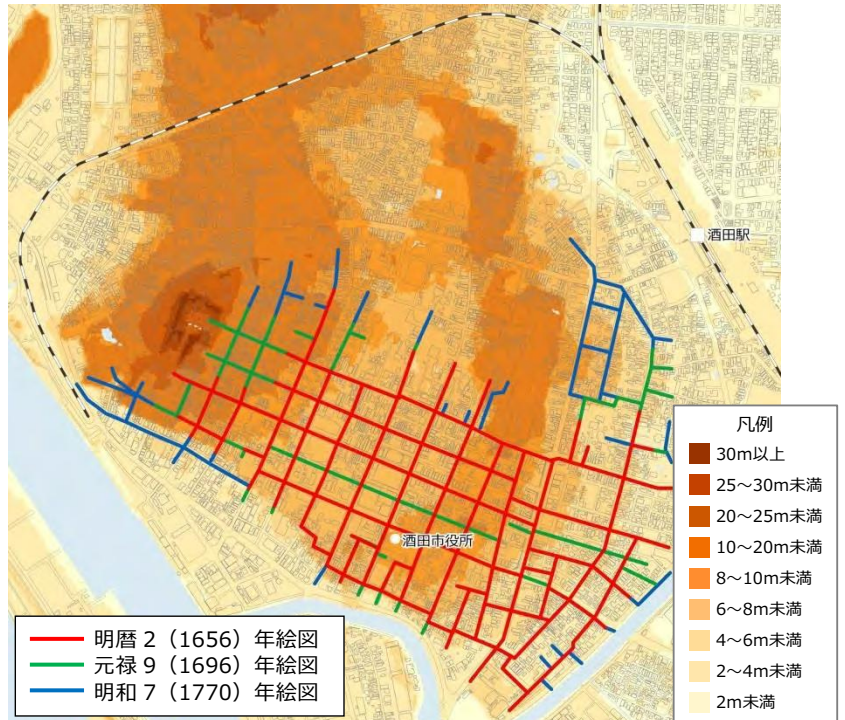 酒田駅
酒田市役所
凡例
30m以上
25～30m未満
20～25m未満
10～20m未満
8～10m未満
6～8m未満
4～6m未満
2～4m未満
2m未満
明暦 2（1656）年絵図
元禄 9（1696）年絵図
明和 7（1770）年絵図